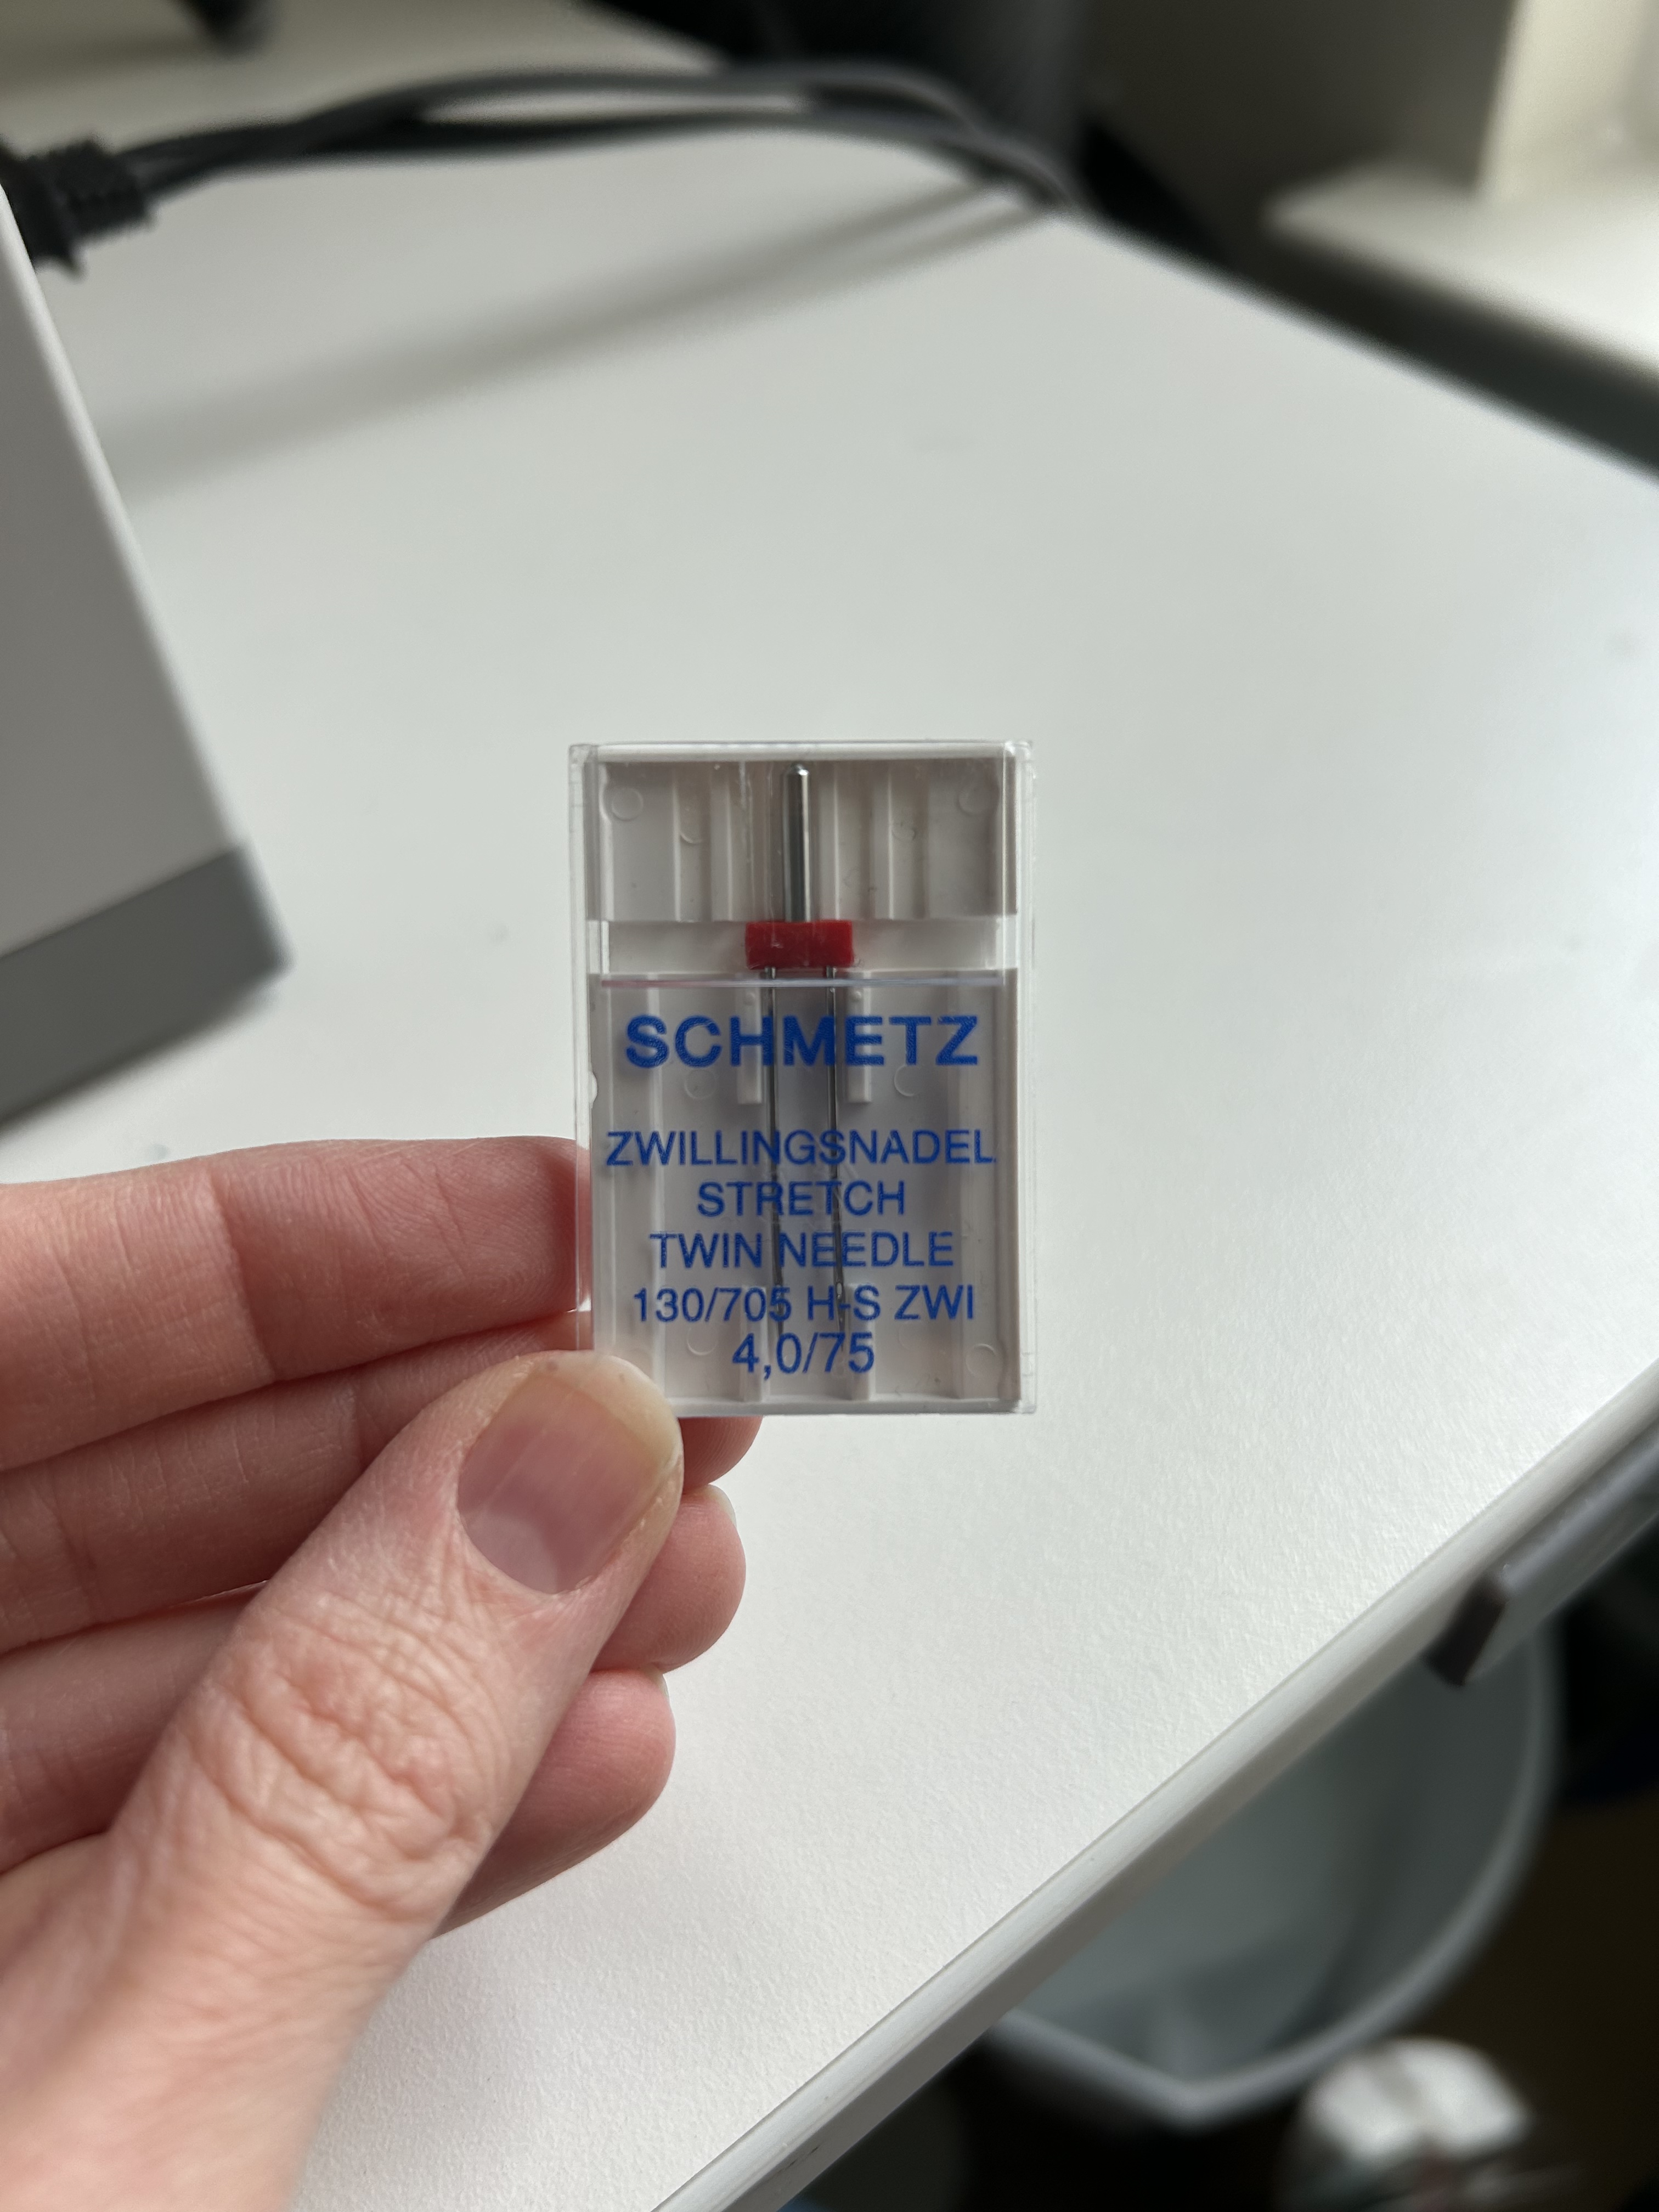 SCHMETZ
ZWILLINGSNADEL
STRETCH
TWIN NEEDLE
130/705 H-S ZWI
4,0/75